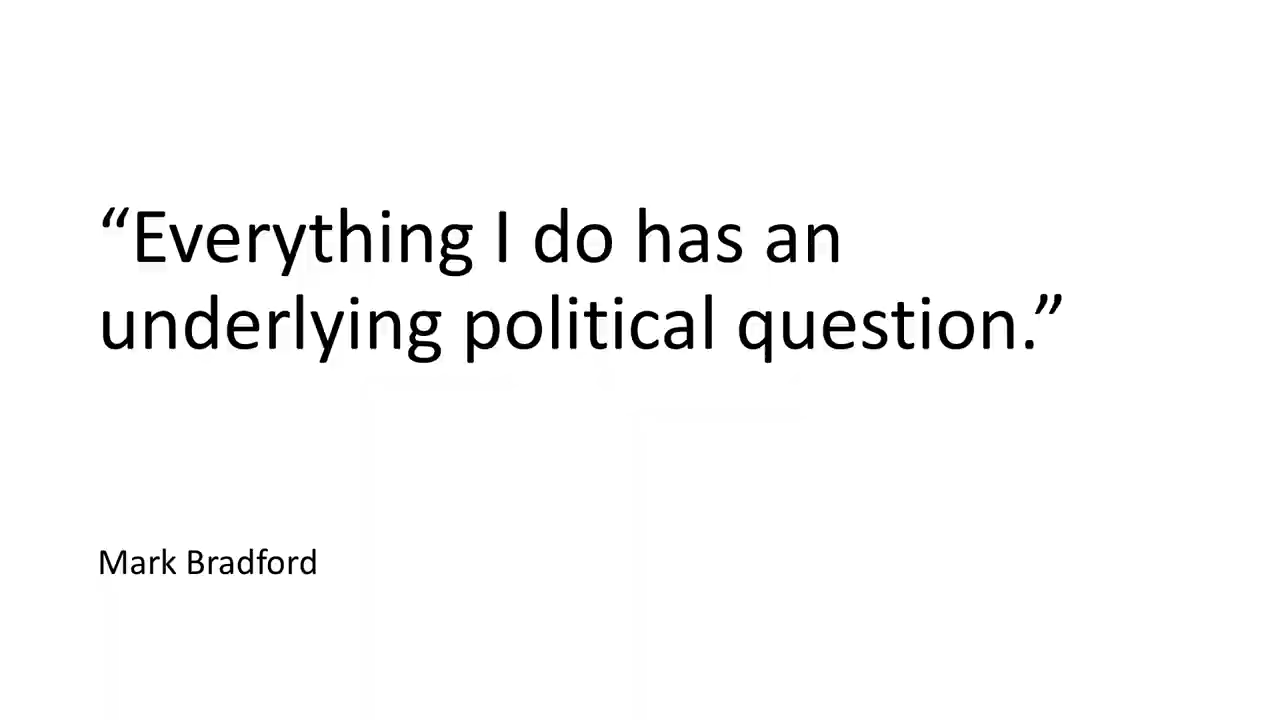 “Everything I do has an
underlying political question.”
Mark Bradford